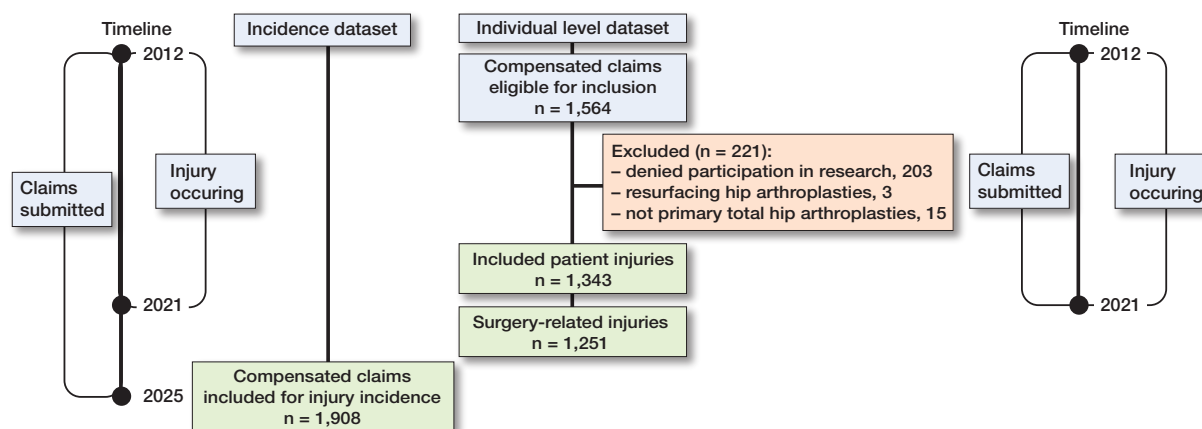 Timeline
2012
Claims
submitted
Injury
occuring
2021
2025
Incidence dataset
Compensated claims
included for injury incidence
n = 1,908
Individual level dataset
Compensated claims
eligible for inclusion
n = 1,564
Excluded (n = 221):
– denied participation in research, 203
– resurfacing hip arthroplasties, 3
– not primary total hip arthroplasties, 15
Included patient injuries
n = 1,343
Surgery-related injuries
n = 1,251
Timeline
2012
Claims
submitted
Injury
occuring
2021